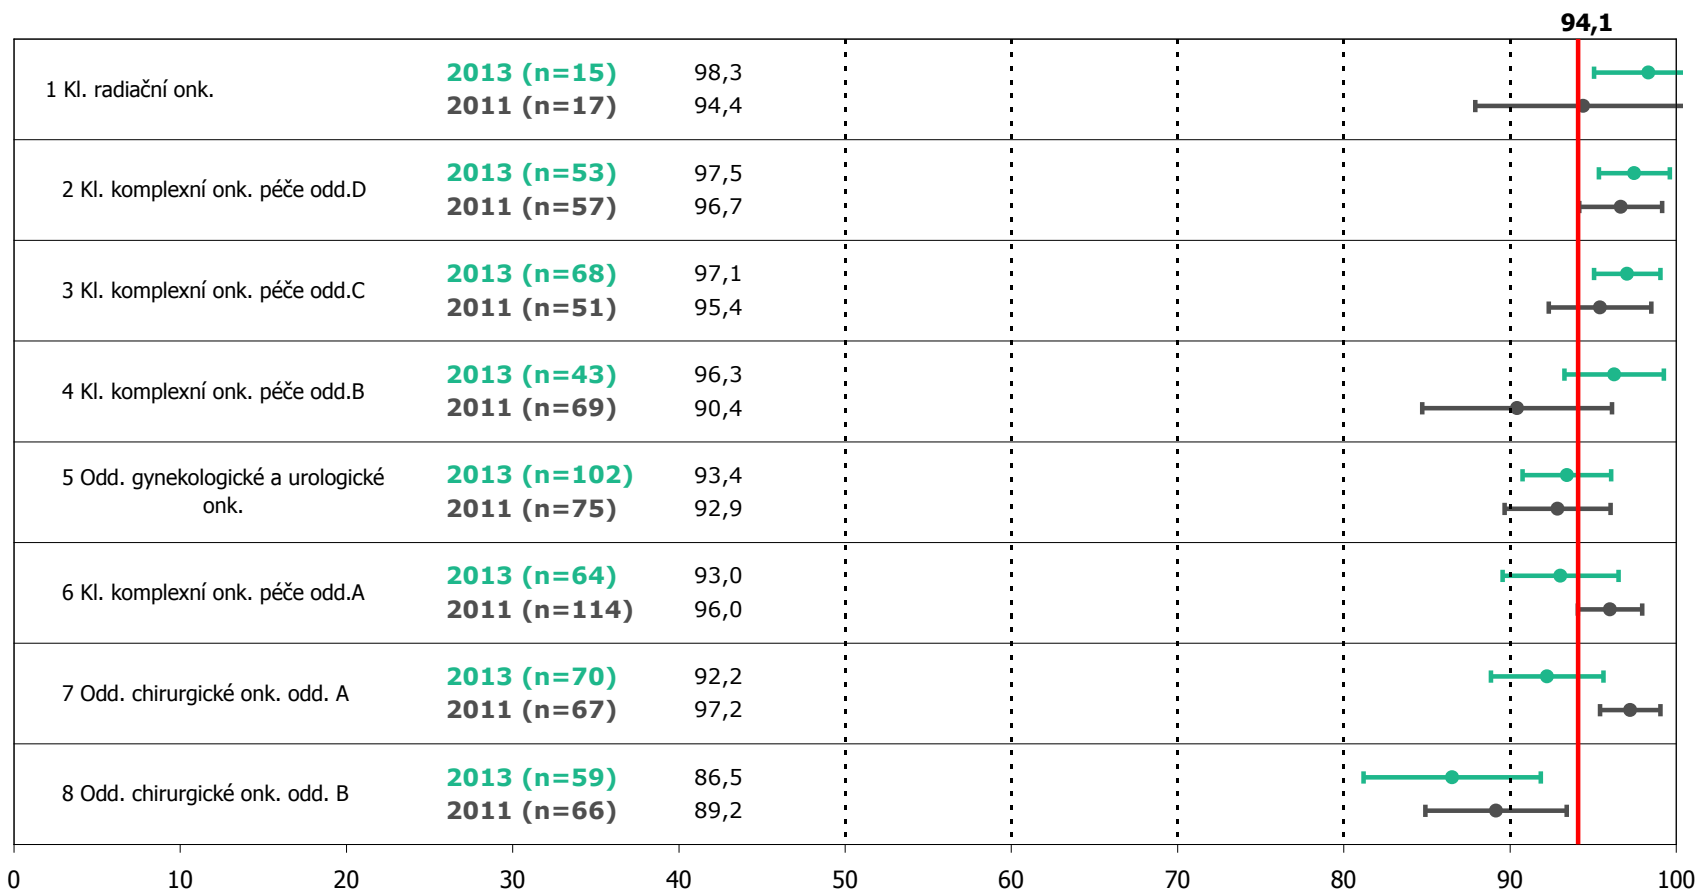 94,1
1 Kl. radiační onk.
2013 (n=15) 98,3
2011 (n=17) 94,4
2 Kl. komplexní onk. péče odd.D
2013 (n=53) 97,5
2011 (n=57) 96,7
3 Kl. komplexní onk. péče odd.C
2013 (n=68) 97,1
2011 (n=51) 95,4
4 Kl. komplexní onk. péče odd.B
2013 (n=43) 96,3
2011 (n=69) 90,4
5 Odd. gynekologické a urologické
onk.
2013 (n=102) 93,4
2011 (n=75) 92,9
6 Kl. komplexní onk. péče odd.A
2013 (n=64) 93,0
2011 (n=114) 96,0
7 Odd. chirurgické onk. odd. A
2013 (n=70) 92,2
2011 (n=67) 97,2
8 Odd. chirurgické onk. odd. B
2013 (n=59) 86,5
2011 (n=66) 89,2
0 10 20 30 40 50 60 70 80 90 100